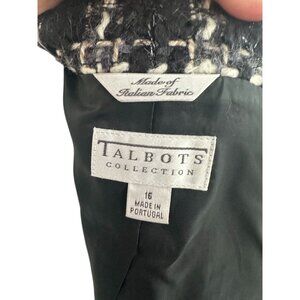 Made of
Italian Fabric
TALBOTS
COLLECTION
16
MADE IN
PORTUGAL